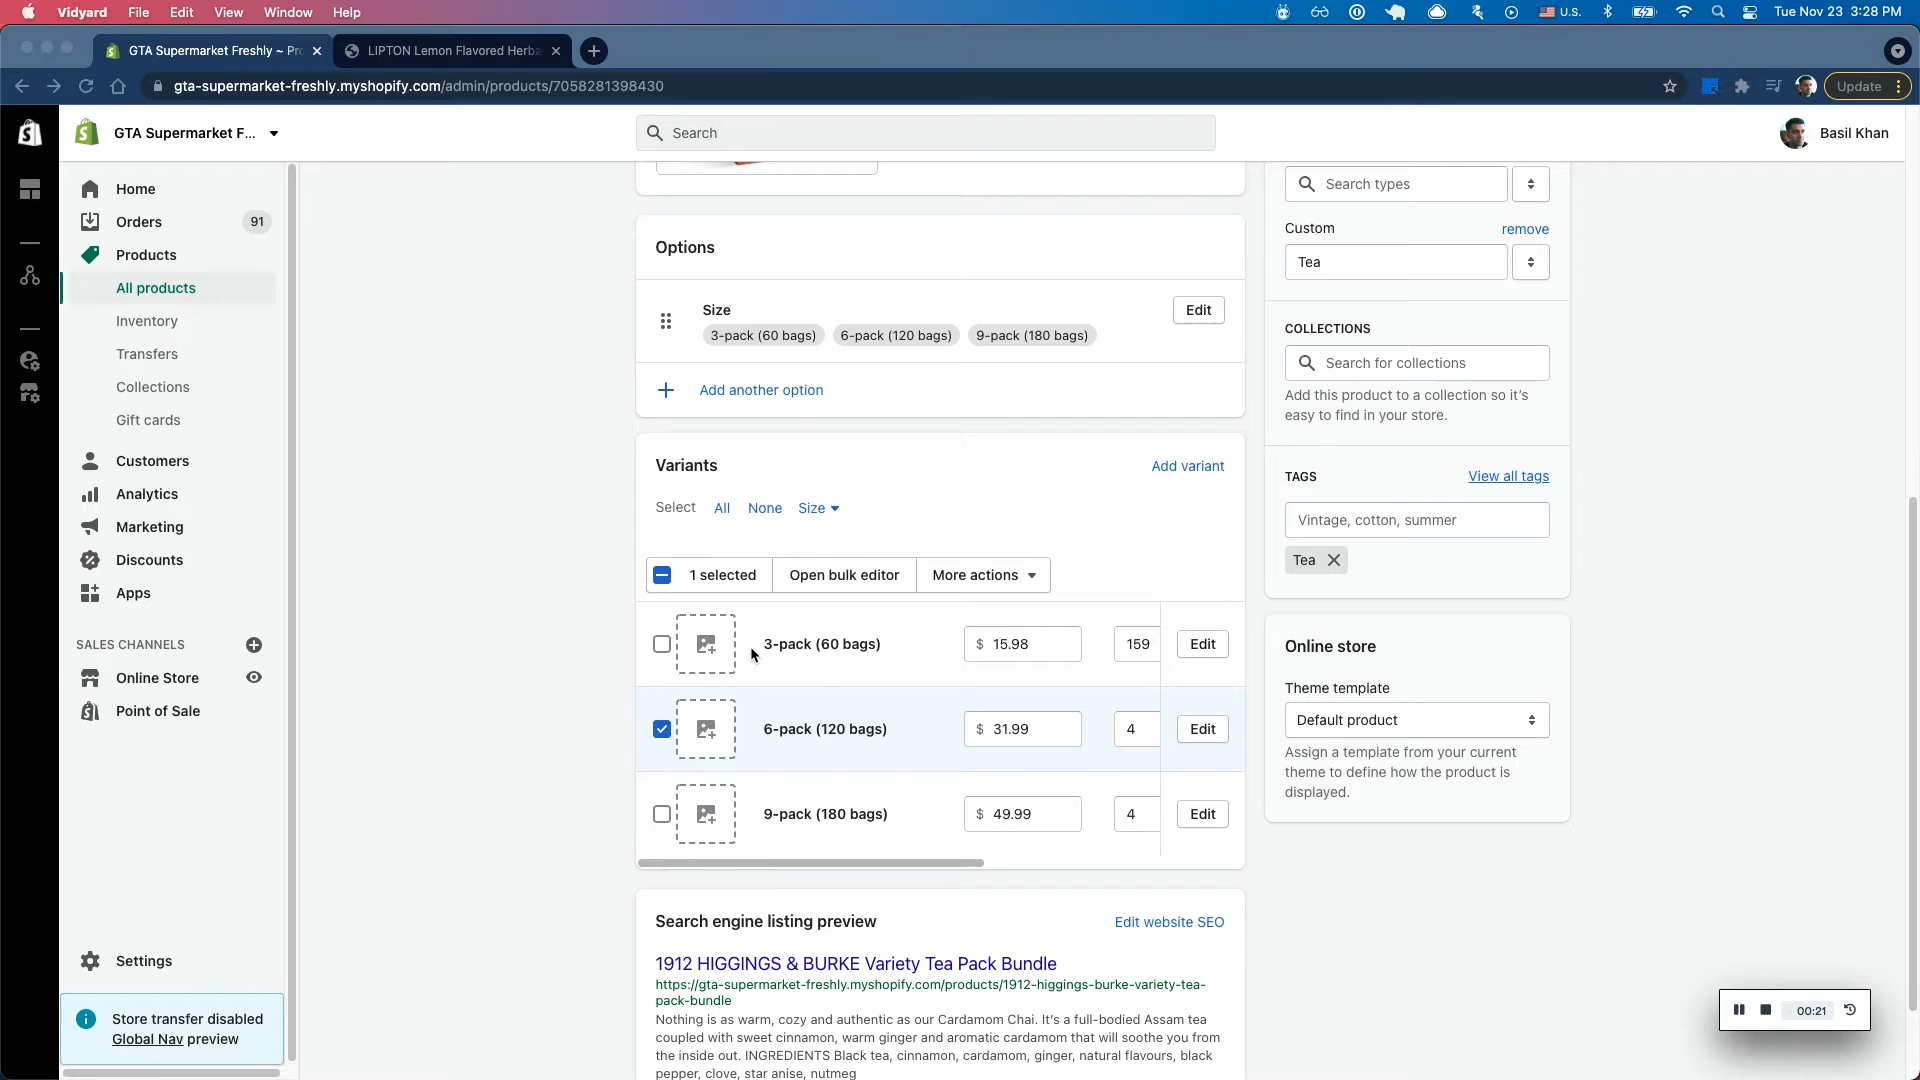 Vidyard File Edit View Window Help
U.S.
Tue Nov 23 3:28 PM
GTA Supermarket Freshly ~ Pr
LIPTON Lemon Flavored Herba
gta-supermarket-freshly.myshopify.com/admin/products/7058281398430
Update
GTA Supermarket F...
Search
Basil Khan
Home
Orders 91
Products
All products
Inventory
Transfers
Collections
Gift cards
Customers
Analytics
Marketing
Discounts
Apps
SALES CHANNELS
Online Store
Point of Sale
Settings
Store transfer disabled
Global Nav preview
Options
Size
Edit
3-pack (60 bags) 6-pack (120 bags) 9-pack (180 bags)
Add another option
Variants
Add variant
Select All None Size
1 selected Open bulk editor More actions
3-pack (60 bags) $ 15.98 159 Edit
6-pack (120 bags) $ 31.99 4 Edit
9-pack (180 bags) $ 49.99 4 Edit
Search engine listing preview
Edit website SEO
1912 HIGGINGS & BURKE Variety Tea Pack Bundle
https://gta-supermarket-freshly.myshopify.com/products/1912-higgings-burke-variety-tea-
pack-bundle
Nothing is as warm, cozy and authentic as our Cardamom Chai. It's a full-bodied Assam tea
coupled with sweet cinnamon, warm ginger and aromatic cardamom that will soothe you from
the inside out. INGREDIENTS Black tea, cinnamon, cardamom, ginger, natural flavours, black
pepper, clove, star anise, nutmeg
Search types
Custom
remove
Tea
COLLECTIONS
Search for collections
Add this product to a collection so it's
easy to find in your store.
TAGS
View all tags
Vintage, cotton, summer
Tea
Online store
Theme template
Default product
Assign a template from your current
theme to define how the product is
displayed.
00:21